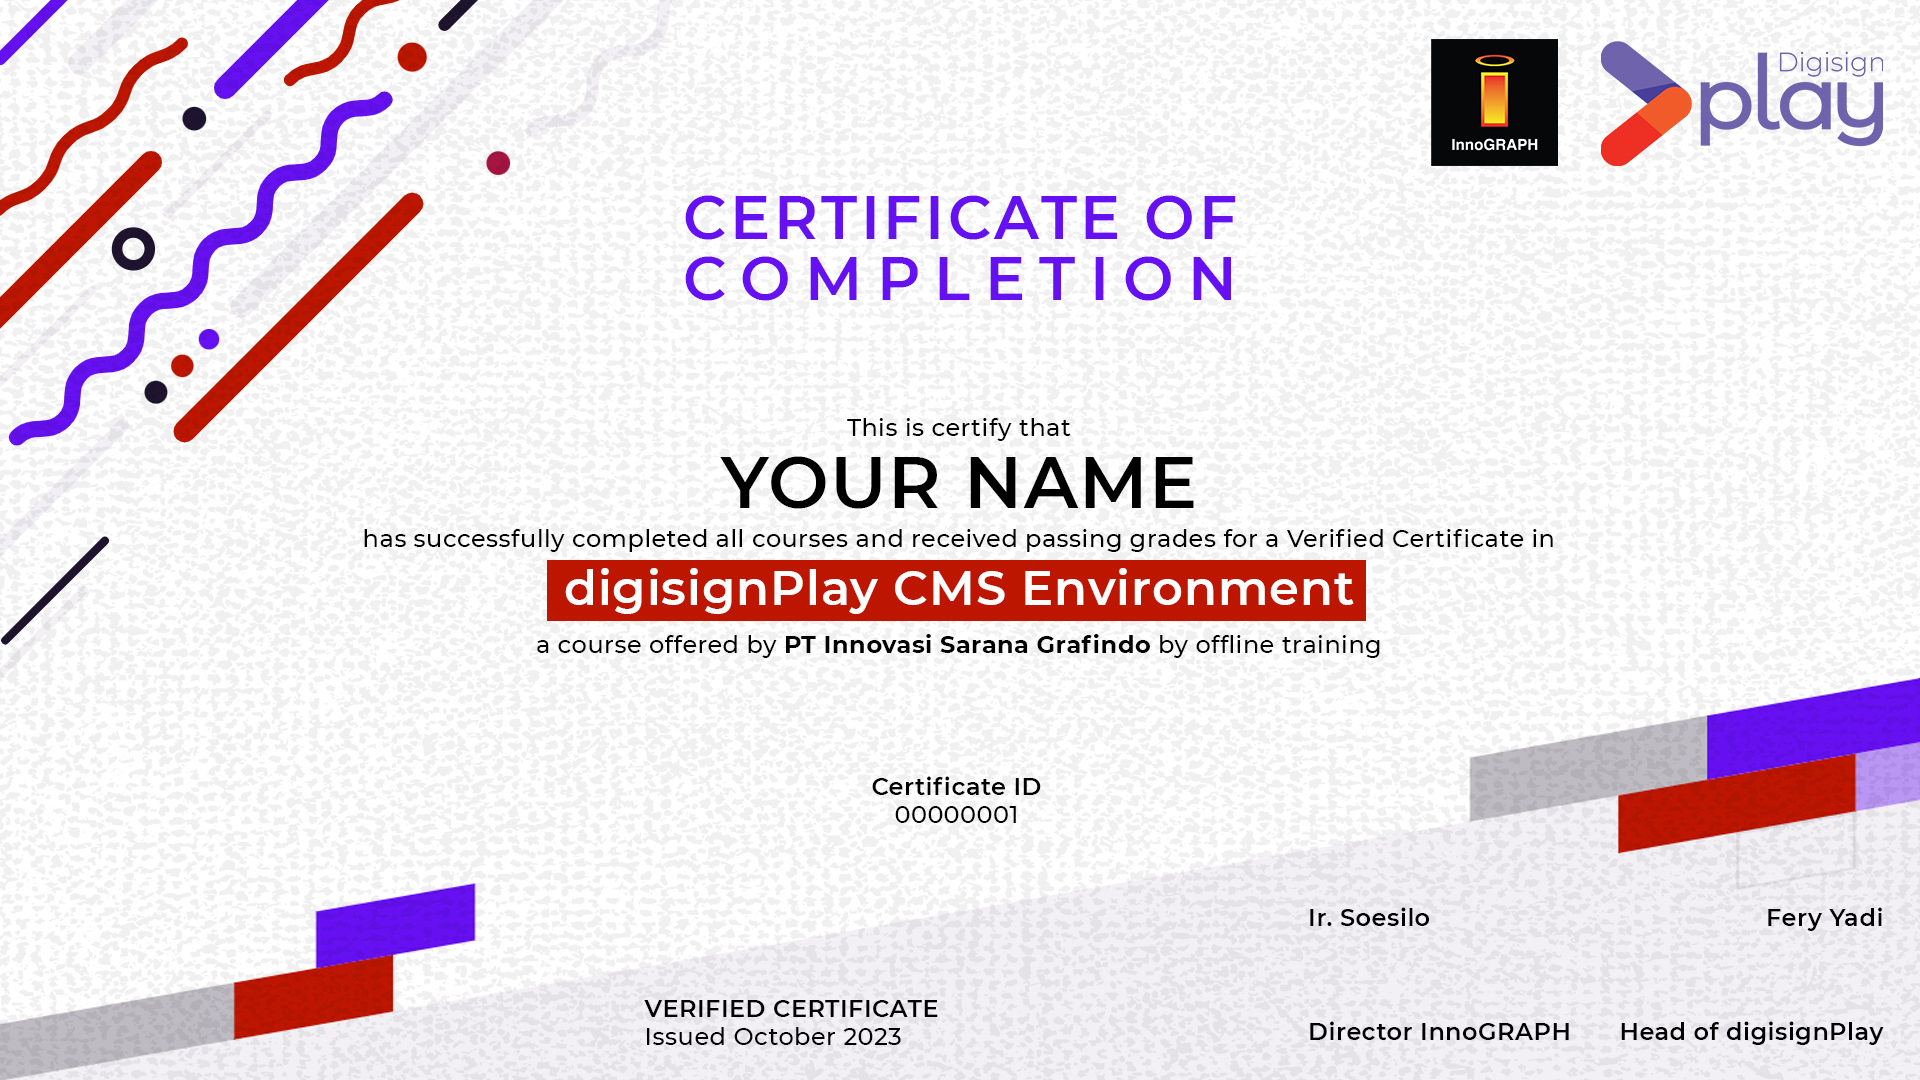 InnoGRAPH
Digisign
play
CERTIFICATE OF
COMPLETION
This is certify that
YOUR NAME
has successfully completed all courses and received passing grades for a Verified Certificate in
digisignPlay CMS Environment
a course offered by PT Innovasi Sarana Grafindo by offline training
Certificate ID
00000001
Ir. Soesilo
Fery Yadi
VERIFIED CERTIFICATE
Issued October 2023
Director InnoGRAPH
Head of digisignPlay